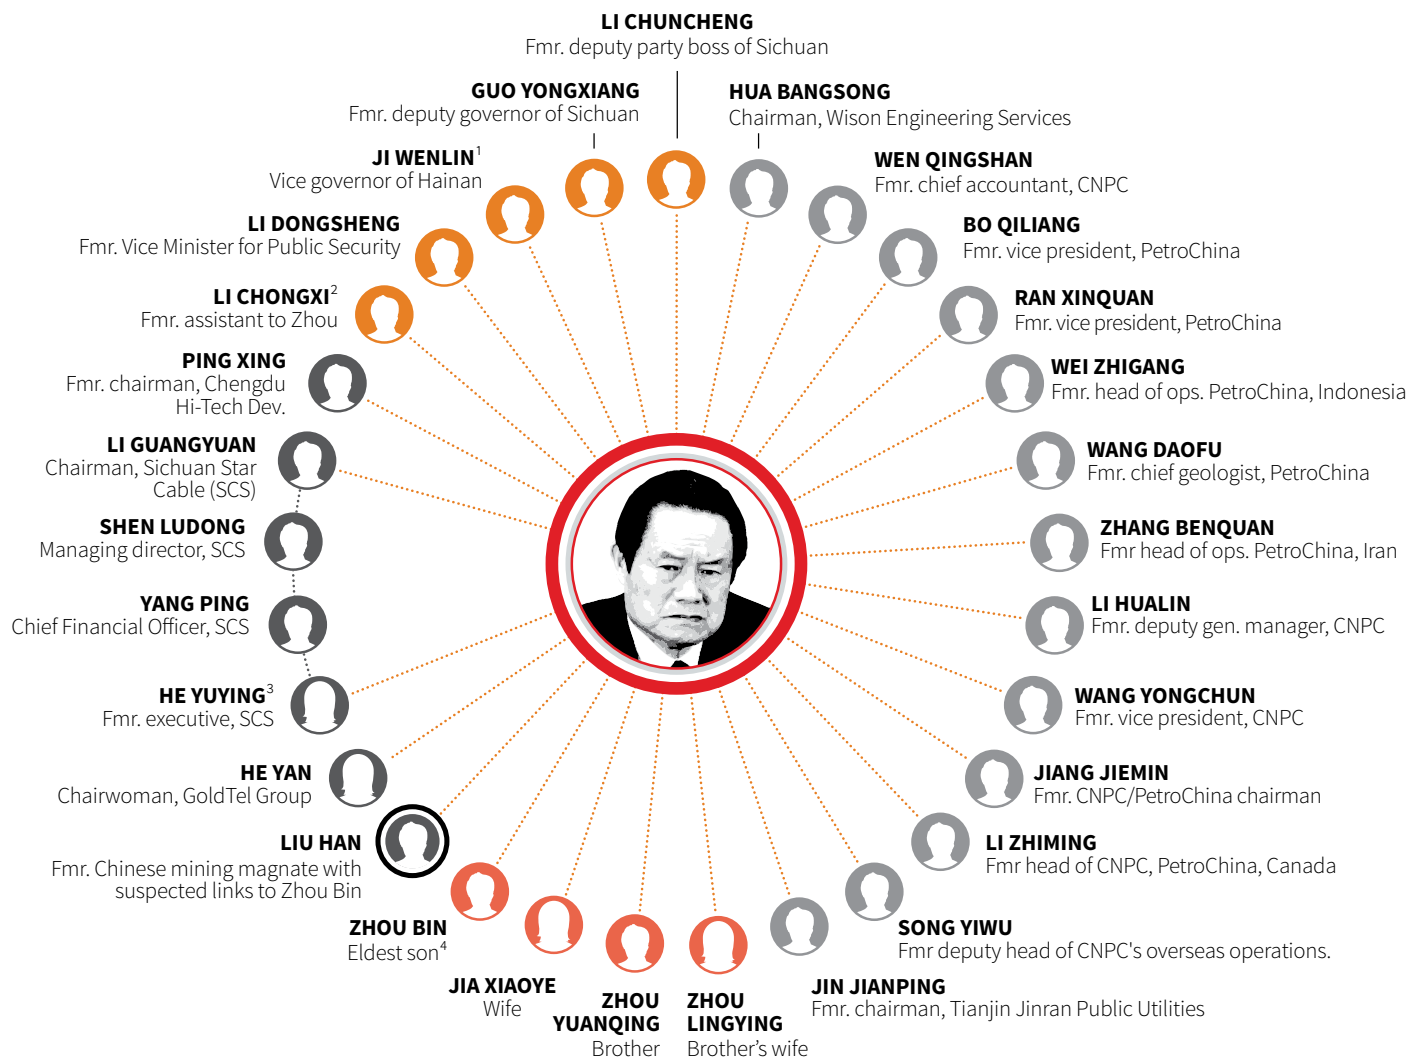 LI CHUNCHENG
Fmr. deputy party boss of Sichuan
GUO YONGXIANG
Fmr. deputy governor of Sichuan
HUA BANGSONG
Chairman, Wison Engineering Services
JI WENLIN1
Vice governor of Hainan
WEN QINGSHAN
Fmr. chief accountant, CNPC
LI DONGSHENG
Fmr. Vice Minister for Public Security
BO QILIANG
Fmr. vice president, PetroChina
LI CHONGXI2
Fmr. assistant to Zhou
RAN XINQUAN
Fmr. vice president, PetroChina
PING XING
Fmr. chairman, Chengdu
Hi-Tech Dev.
WEI ZHIGANG
Fmr. head of ops. PetroChina, Indonesia
LI GUANGYUAN
Chairman, Sichuan Star
Cable (SCS)
WANG DAOFU
Fmr. chief geologist, PetroChina
SHEN LUDONG
Managing director, SCS
ZHANG BENQUAN
Fmr head of ops. PetroChina, Iran
YANG PING
Chief Financial Officer, SCS
LI HUALIN
Fmr. deputy gen. manager, CNPC
HE YUYING3
Fmr. executive, SCS
WANG YONGCHUN
Fmr. vice president, CNPC
HE YAN
Chairwoman, GoldTel Group
JIANG JIEMIN
Fmr. CNPC/PetroChina chairman
LIU HAN
Fmr. Chinese mining magnate with
suspected links to Zhou Bin
LI ZHIMING
Fmr head of CNPC, PetroChina, Canada
ZHOU BIN
Eldest son4
SONG YIWU
Fmr deputy head of CNPC's overseas operations.
JIA XIAOYE
Wife
JIN JIANPING
Fmr. chairman, Tianjin Jinran Public Utilities
ZHOU
YUANQING
Brother
ZHOU
LINGYING
Brother’s wife